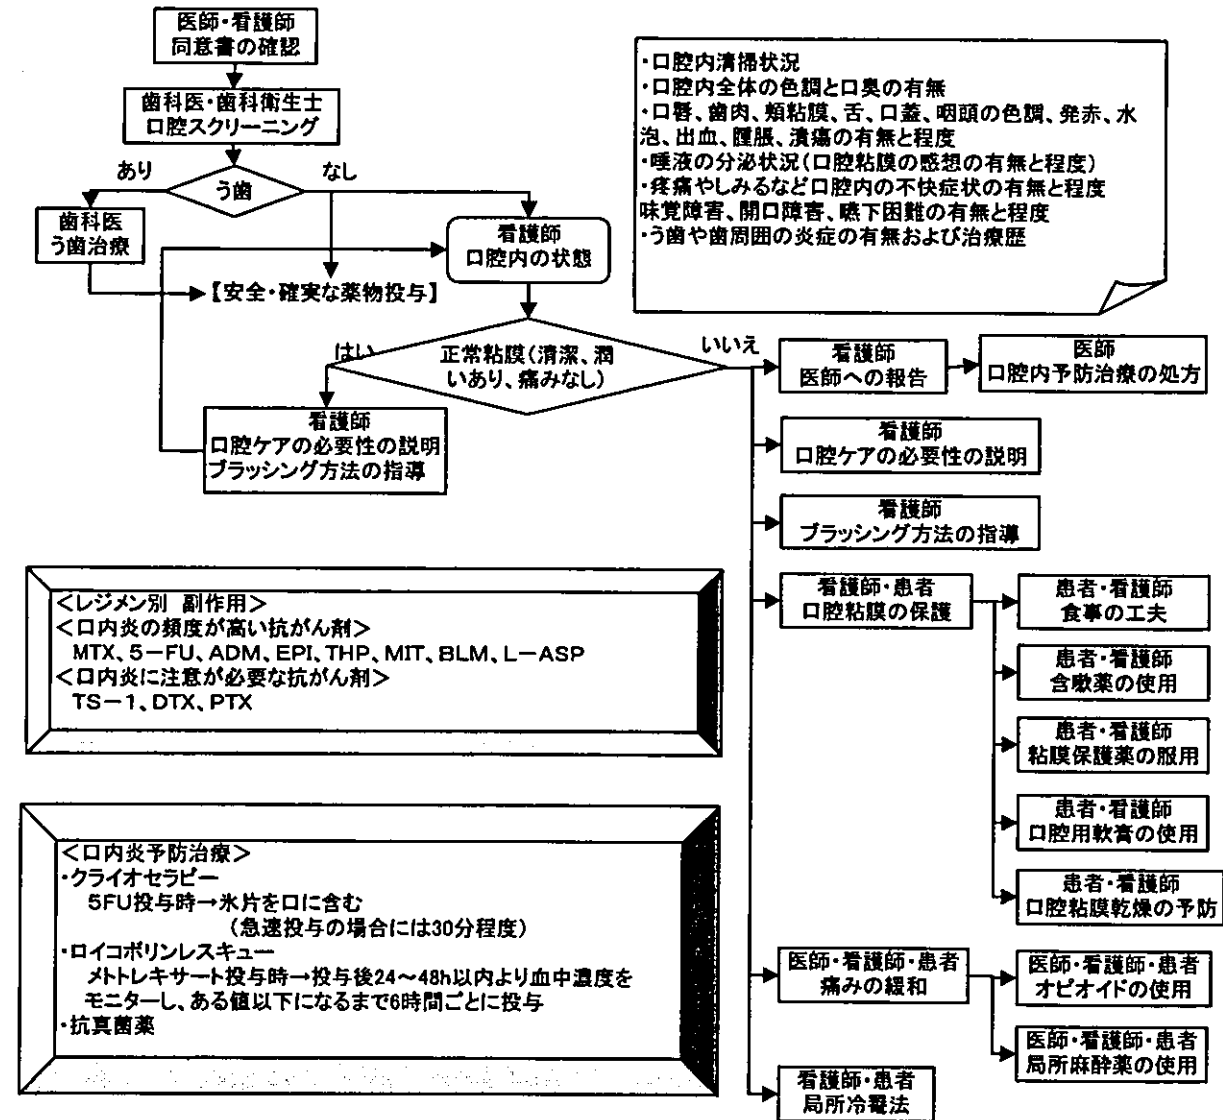 医師・看護師
同意書の確認
歯科医・歯科衛生士
口腔スクリーニング
あり
う歯
なし
歯科医
う歯治療
看護師
口腔内の状態
【安全・確実な薬物投与】
・口腔内清掃状況
・口腔内全体の色調と口臭の有無
・口唇、歯肉、頬粘膜、舌、口蓋、咽頭の色調、発赤、水
泡、出血、腫脹、潰瘍の有無と程度
・唾液の分泌状況(口腔粘膜の感想の有無と程度)
・疼痛やしみるなど口腔内の不快症状の有無と程度
味覚障害、開口障害、嚥下困難の有無と程度
・う歯や歯周囲の炎症の有無および治療歴
はい
正常粘膜(清潔、潤
いあり、痛みなし)
いいえ
看護師
医師への報告
医師
口腔内予防治療の処方
看護師
口腔ケアの必要性の説明
ブラッシング方法の指導
看護師
口腔ケアの必要性の説明
看護師
ブラッシング方法の指導
看護師・患者
口腔粘膜の保護
患者・看護師
食事の工夫
患者・看護師
含嗽薬の使用
患者・看護師
粘膜保護薬の服用
患者・看護師
口腔用軟膏の使用
患者・看護師
口腔粘膜乾燥の予防
医師・看護師・患者
痛みの緩和
医師・看護師・患者
オピオイドの使用
医師・看護師・患者
局所麻酔薬の使用
看護師・患者
局所冷罨法
<レジメン別 副作用>
<口内炎の頻度が高い抗がん剤>
MTX、5-FU、ADM、EPI、THP、MIT、BLM、L-ASP
<口内炎に注意が必要な抗がん剤>
TS-1、DTX、PTX
<口内炎予防治療>
・クライオセラピー
5FU投与時→氷片を口に含む
(急速投与の場合には30分程度)
・ロイコボリンレスキュー
メトトレキサート投与時→投与後24~48h以内より血中濃度を
モニターし、ある値以下になるまで6時間ごとに投与
・抗真菌薬